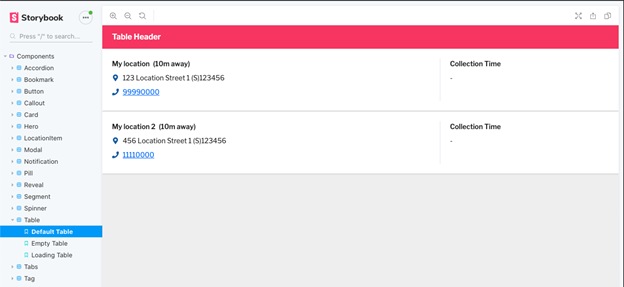 Storybook
Press "/" to search...
Components
Accordion
Bookmark
Button
Callout
Card
Hero
LocationItem
Modal
Notification
Pill
Reveal
Segment
Spinner
Table
Default Table
Empty Table
Loading Table
Tabs
Tag
Table Header
My location (10m away)
Collection Time
123 Location Street 1 (S)123456
-
99990000
My location 2 (10m away)
Collection Time
456 Location Street 1 (S)123456
-
11110000